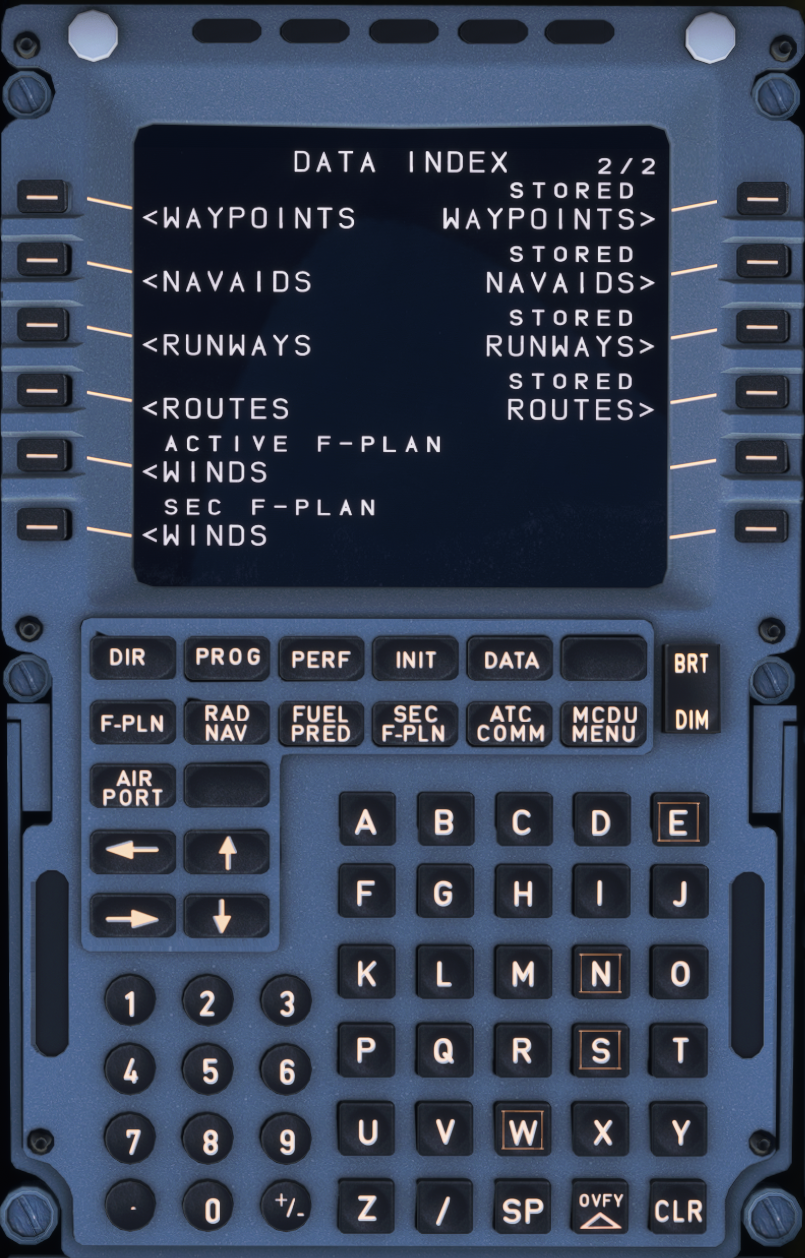 DATA INDEX 2/2
STORED
<WAYPOINTS WAYPOINTS>
STORED
<NAVAIDS NAVAIDS>
STORED
<RUNWAYS RUNWAYS>
STORED
<ROUTES ROUTES>
ACTIVE F-PLAN
<WINDS
SEC F-PLAN
<WINDS
DIR PROG PERF INIT DATA BRT
F-PLN RAD NAV FUEL PRED SEC F-PLN ATC COMM MCDU MENU DIM
AIR PORT
A B C D E
F G H I J
K L M N O
1 2 3
P Q R S T
4 5 6
U V W X Y
7 8 9
Z / SP OVFY CLR
. 0 +/-